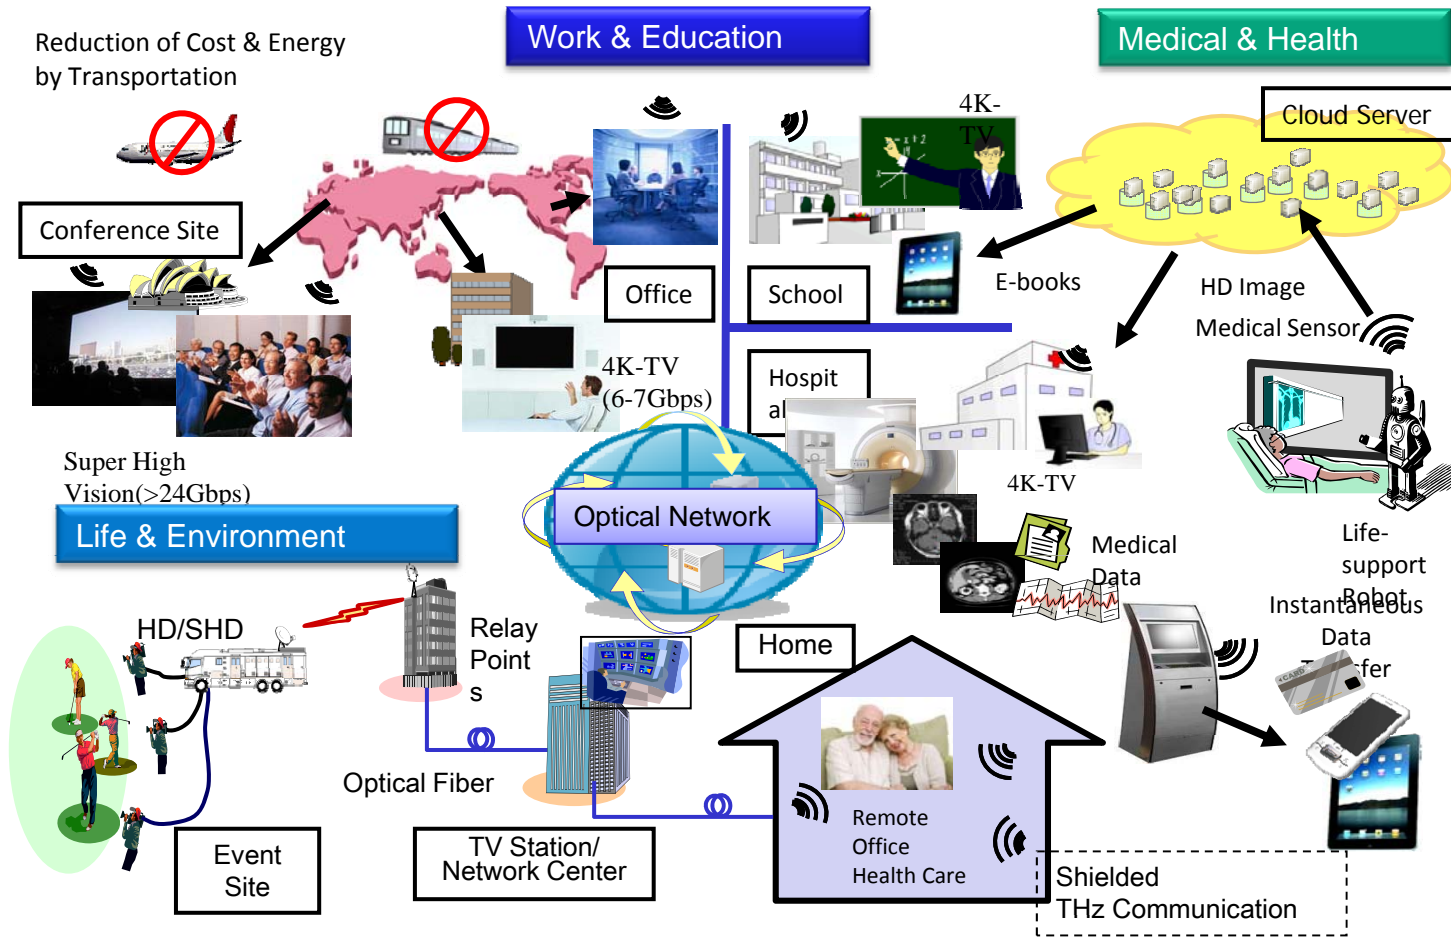 Reduction of Cost & Energy
by Transportation
Work & Education
Medical & Health
Cloud Server
4K-
TV
Conference Site
Office
School
E-books
HD Image
Medical Sensor
4K-TV
(6-7Gbps)
Hospit
al
Super High
Vision(>24Gbps)
4K-TV
Optical Network
Life & Environment
Medical
Data
Life-
support
Robot
HD/SHD
Relay
Point
s
Home
Instantaneous
Data
CARD
Optical Fiber
Remote
Office
Health Care
Event
Site
TV Station/
Network Center
Shielded
THz Communication